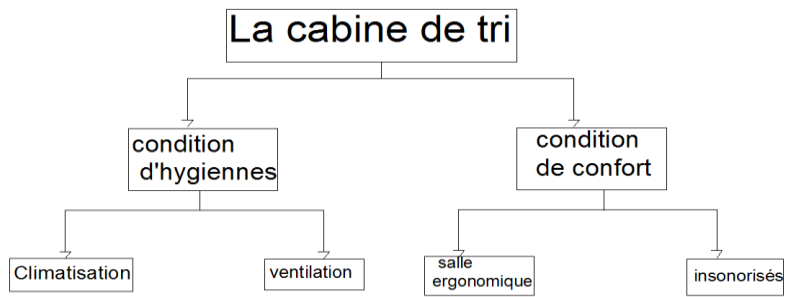 La cabine de tri
condition
d'hygiennes
condition
de confort
Climatisation
ventilation
salle
ergonomique
insonorisés